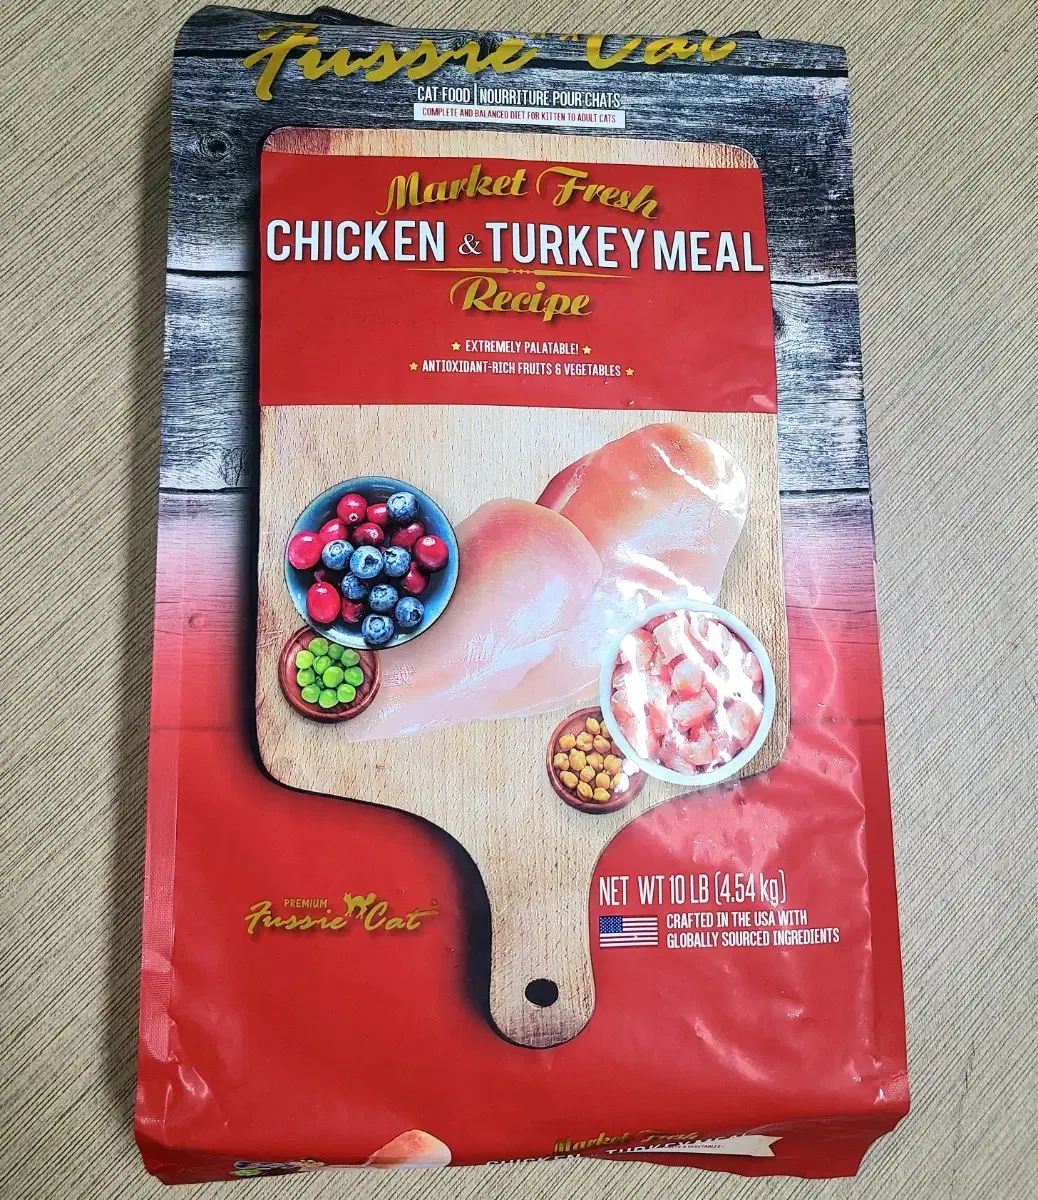 Fussie Cat
CAT FOOD | NOURRITURE POUR CHATS
COMPLETE AND BALANCED DIET FOR KITTEN TO ADULT CATS
Market Fresh
CHICKEN & TURKEY MEAL
Recipe
★ EXTREMELY PALATABLE! ★
★ ANTIOXIDANT-RICH FRUITS & VEGETABLES ★
NET WT 10 LB (4.54 kg)
CRAFTED IN THE USA WITH
GLOBALLY SOURCED INGREDIENTS
PREMIUM
Fussie Cat®
Market Fresh
CHICKEN & TURKEY